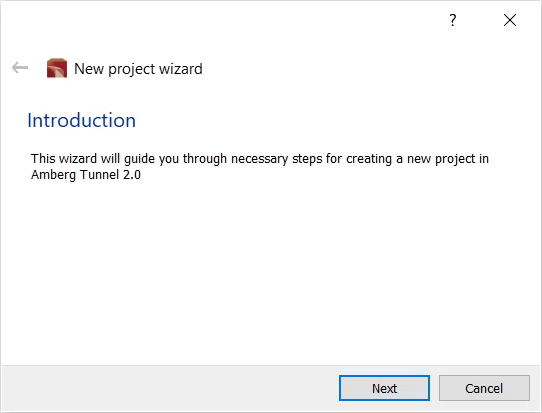 ?
New project wizard
Introduction
This wizard will guide you through necessary steps for creating a new project in
Amberg Tunnel 2.0
Next Cancel